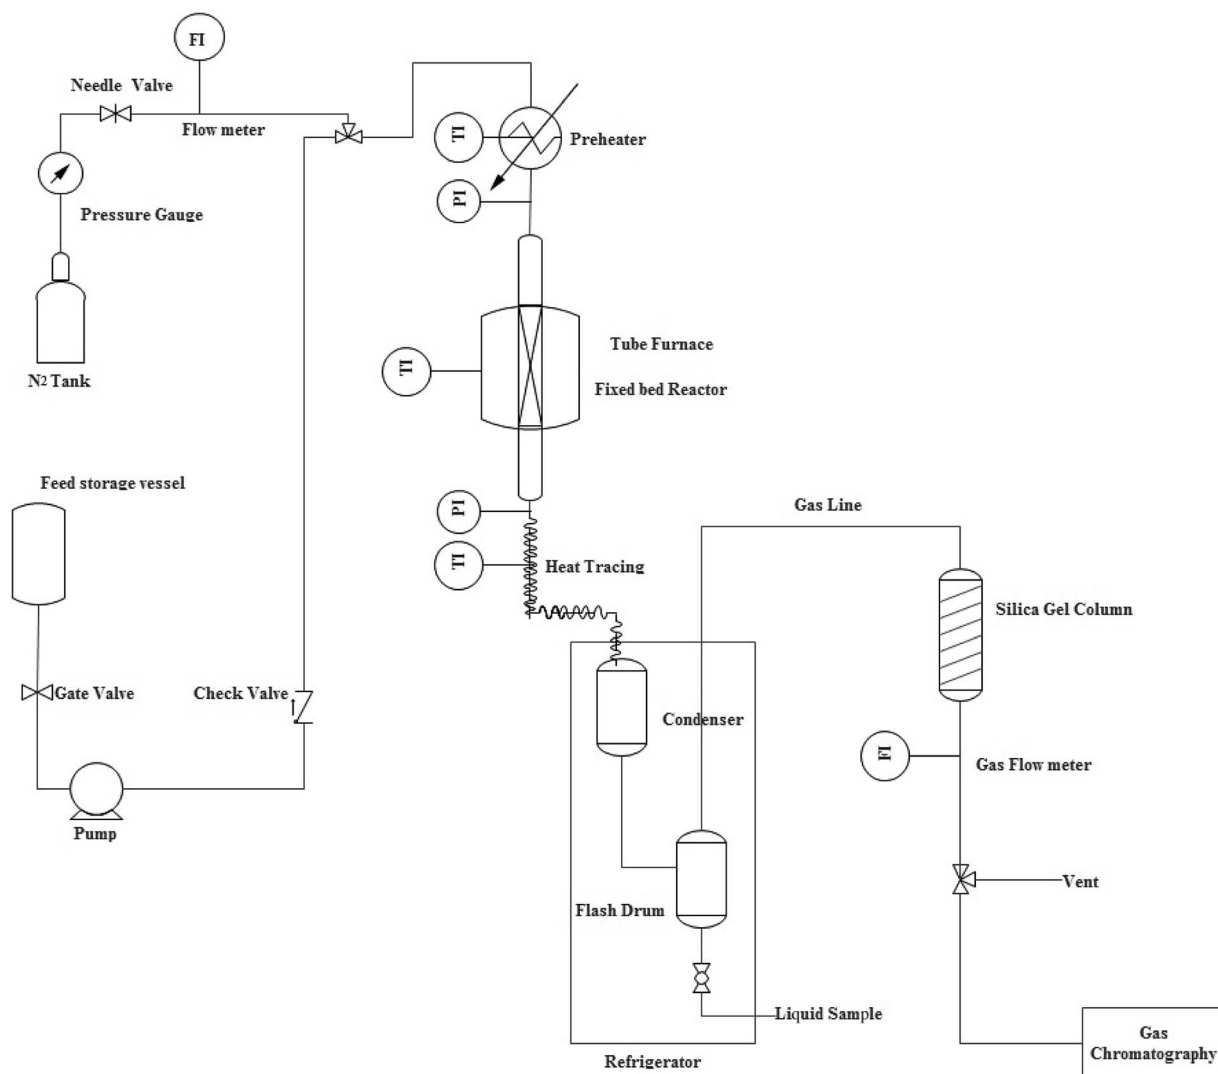 FI
Needle Valve
Flow meter
TI
Preheater
PI
Pressure Gauge
N2 Tank
Tube Furnace
TI
Fixed bed Reactor
Feed storage vessel
PI
Gas Line
TI
Heat Tracing
Silica Gel Column
Gate Valve
Check Valve
Condenser
FI
Gas Flow meter
Pump
Vent
Flash Drum
Liquid Sample
Gas
Chromatography
Refrigerator